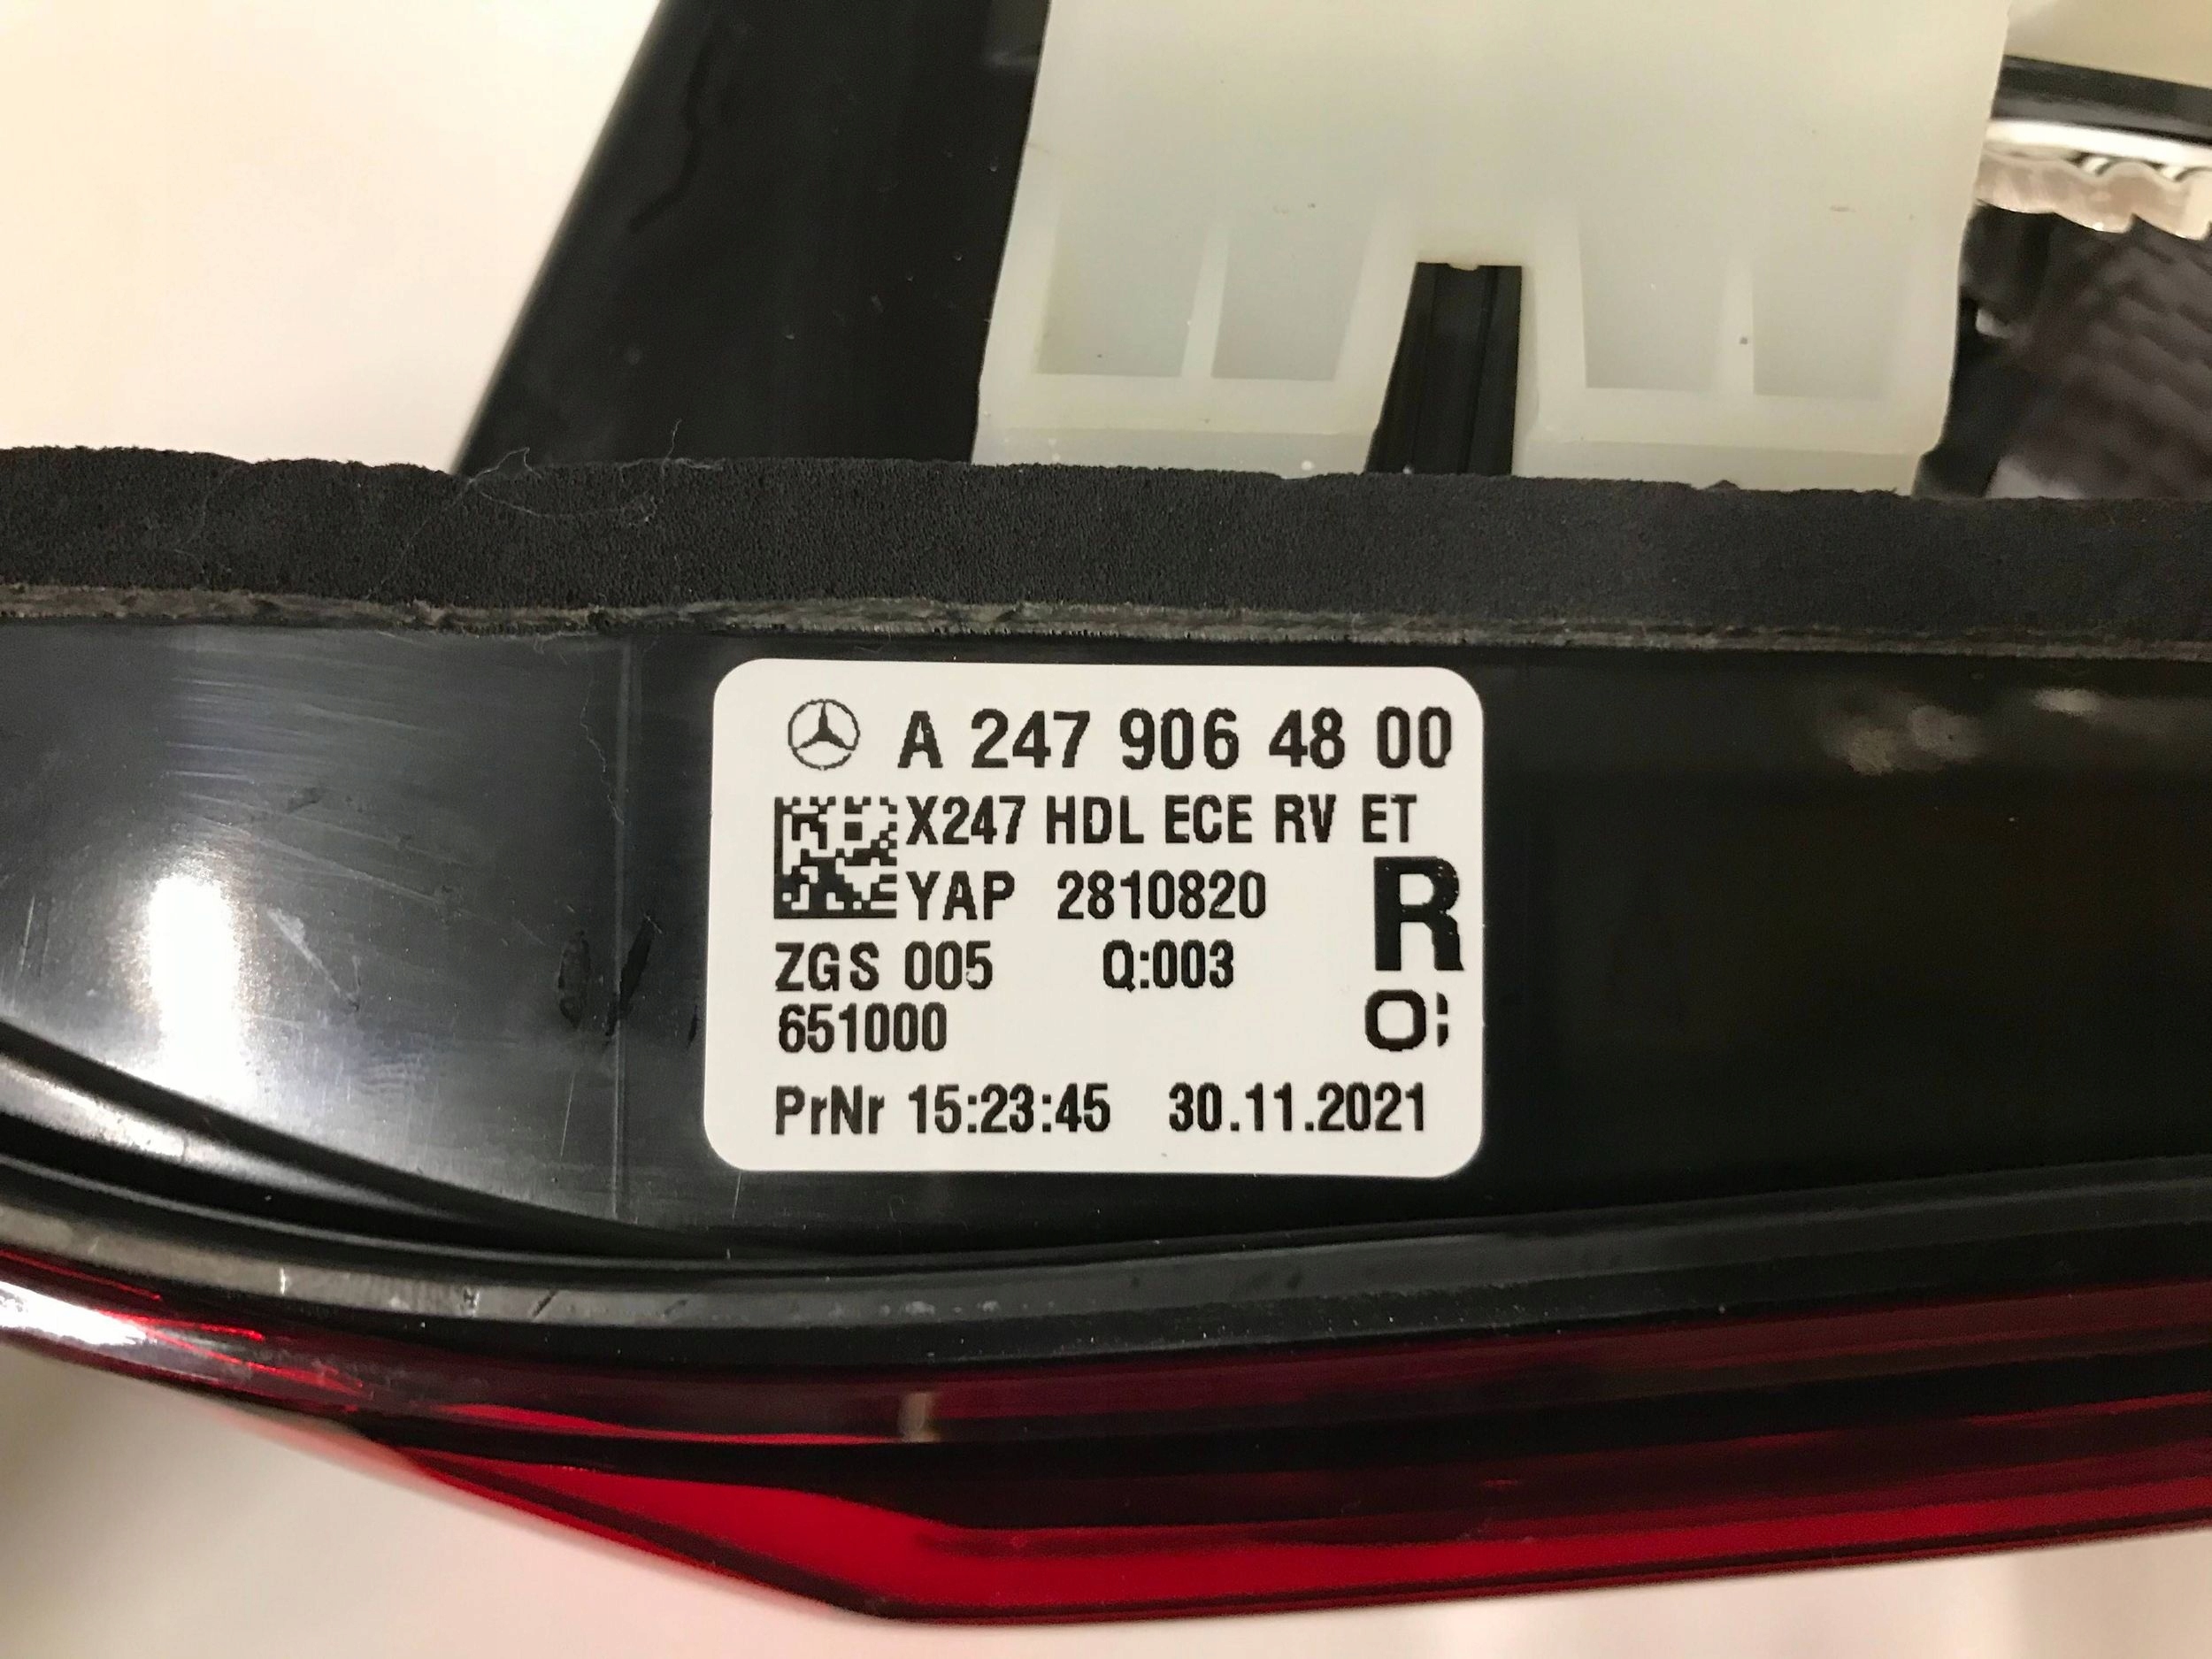 A 247 906 48 00
X247 HDL ECE RV ET
YAP 2810820
R
ZGS 005 Q:003
651000
PrNr 15:23:45 30.11.2021